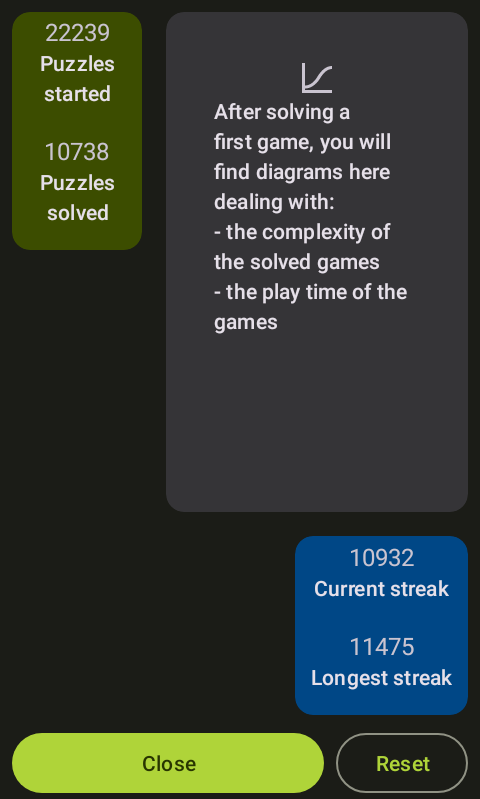 22239
Puzzles
started
10738
Puzzles
solved
After solving a
first game, you will
find diagrams here
dealing with:
- the complexity of
the solved games
- the play time of the
games
10932
Current streak
11475
Longest streak
Close
Reset